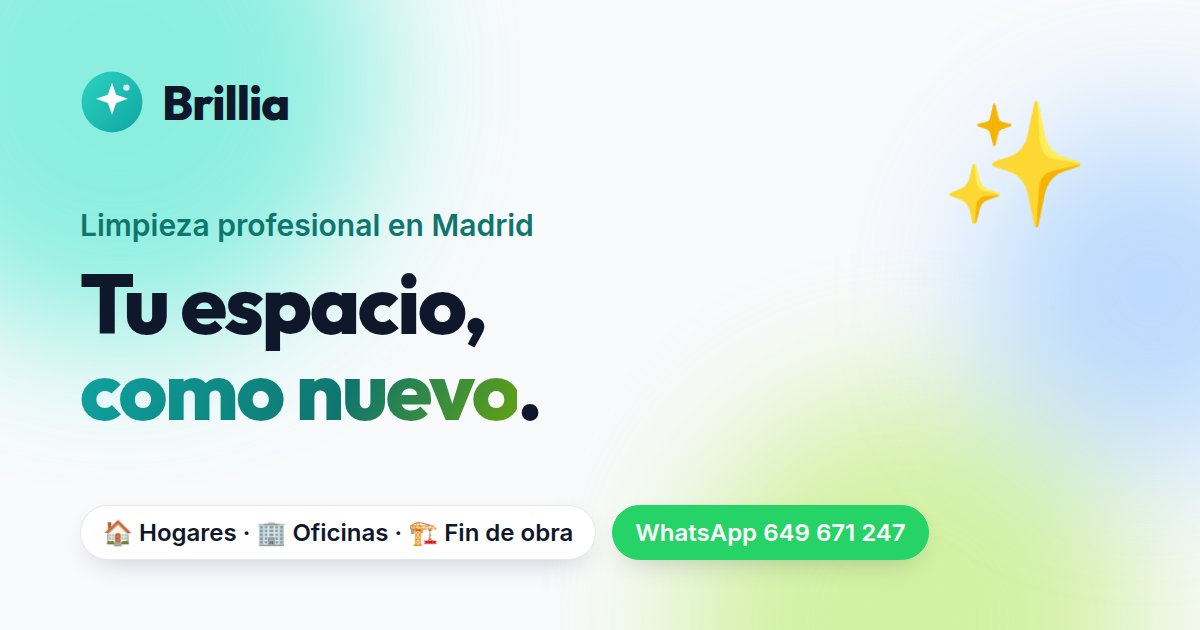 Brillia
Limpieza profesional en Madrid
Tu espacio,
como nuevo.
🏠 Hogares · 🏢 Oficinas · 🏗️ Fin de obra
WhatsApp 649 671 247